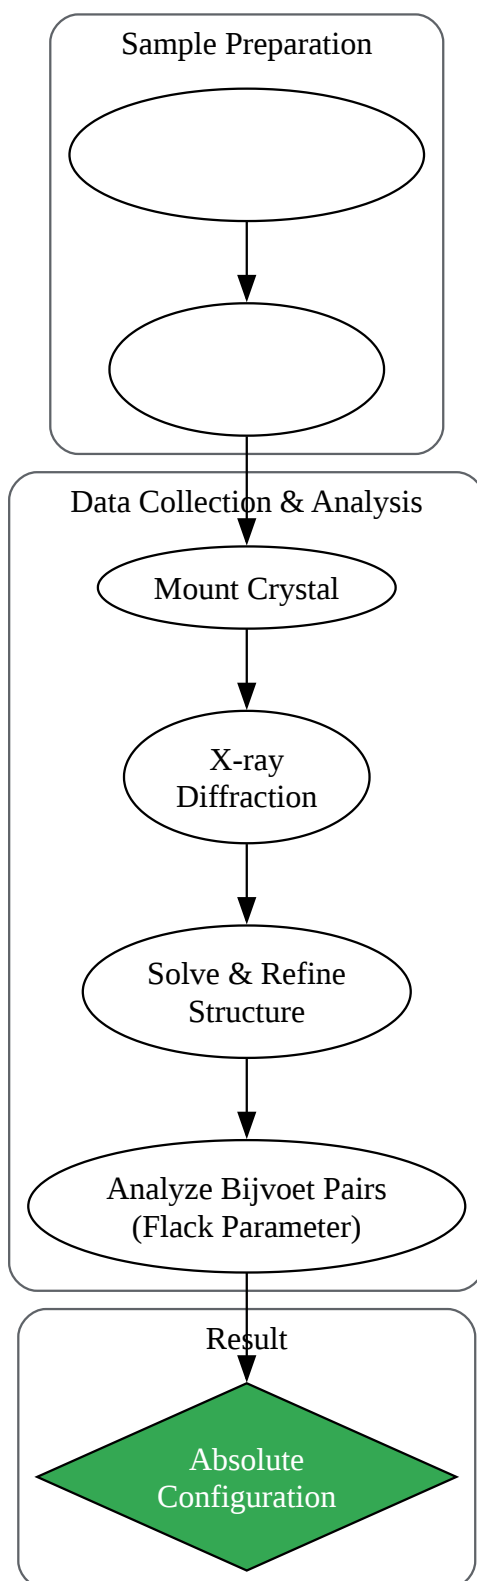 Sample Preparation
Data Collection & Analysis
Mount Crystal
X-ray
Diffraction
Solve & Refine
Structure
Analyze Bijvoet Pairs
(Flack Parameter)
Result
Absolute
Configuration